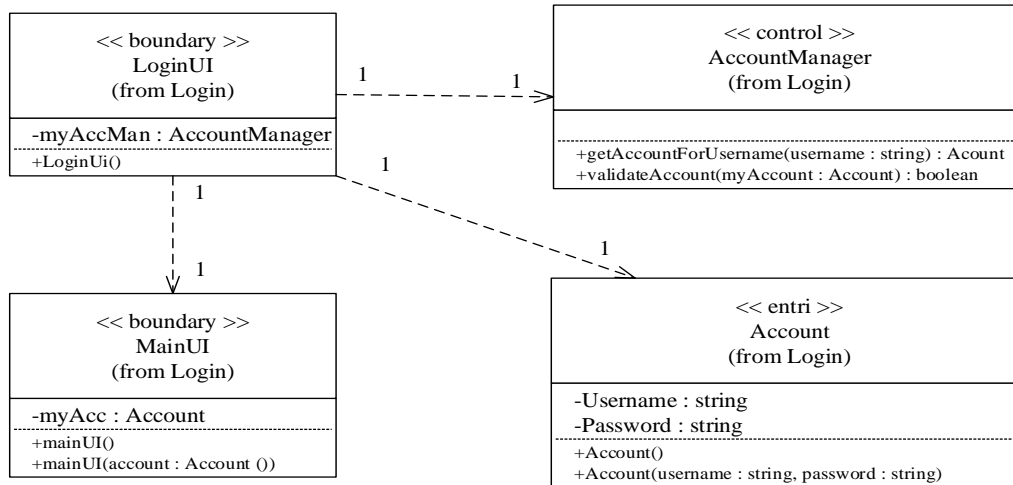 << boundary >>
LoginUI
(from Login)
-myAccMan : AccountManager
+LoginUi()
<< control >>
AccountManager
(from Login)
+getAccountForUsername(username : string) : Acount
+validateAccount(myAccount : Account) : boolean
1
1
1
1
1
1
<< boundary >>
MainUI
(from Login)
-myAcc : Account
+mainUI()
+mainUI(account : Account ())
<< entri >>
Account
(from Login)
-Username : string
-Password : string
+Account()
+Account(username : string, password : string)